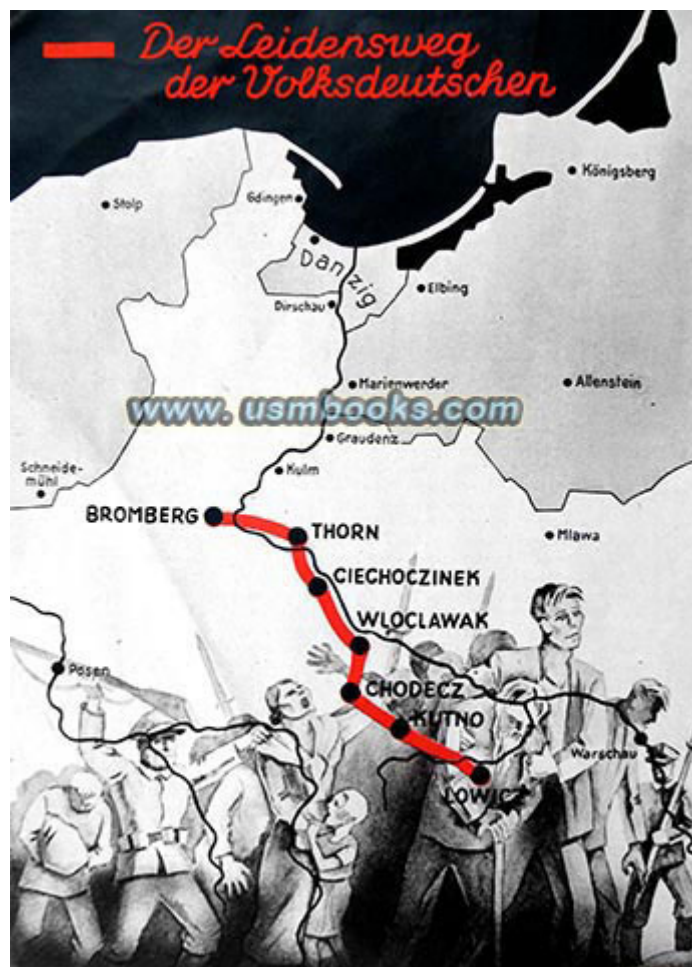 Der Leidensweg
der Volksdeutschen
Königsberg
Stolp
Gdingen
Danzig
Elbing
Dirschau
Marienwerder
Allenstein
www.usmbooks.com
Graudenz
Schneide-
mühl
Kulm
BROMBERG
THORN
Mlawa
CIECHOCZINEK
WLOCLAWAK
Posen
CHODECZ
KUTNO
Warschau
LOWICZ